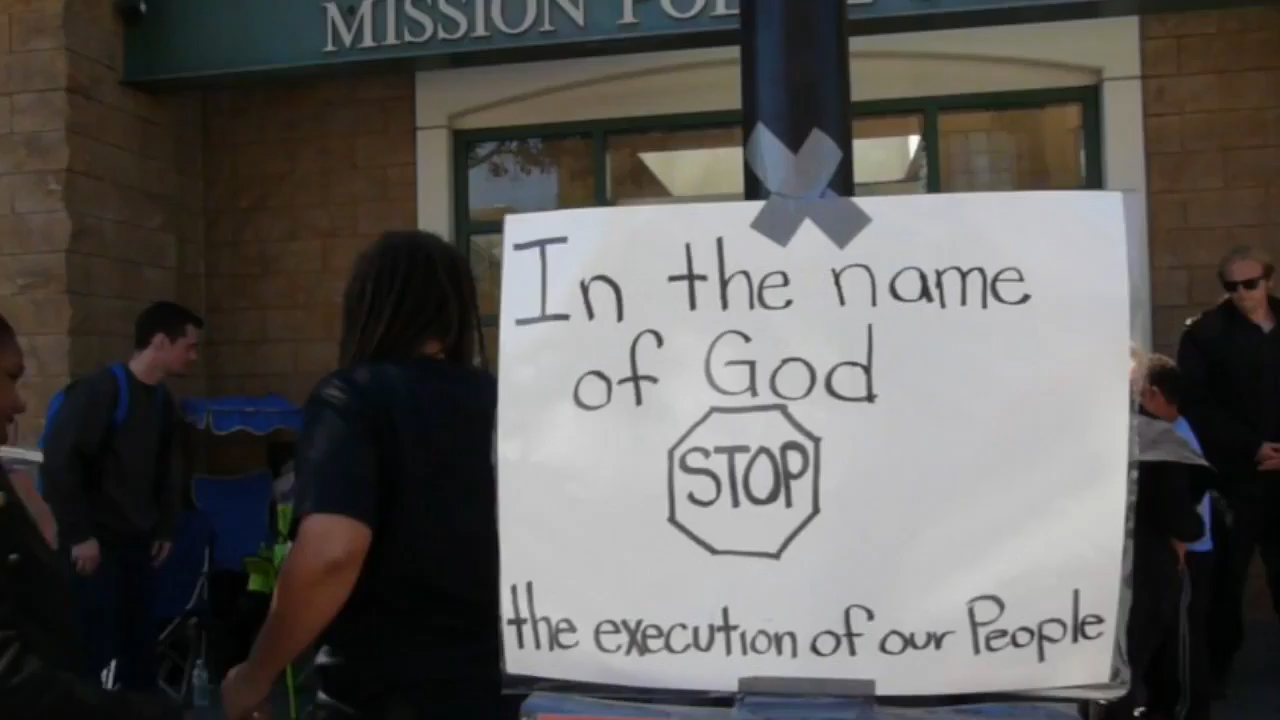 MISSION
In the name
of God
STOP
the execution of our People